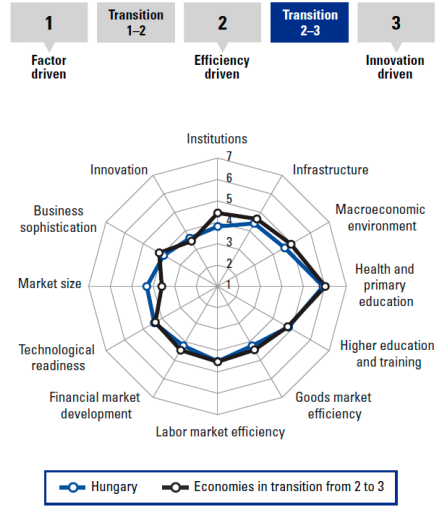 1
Transition
1–2
2
Transition
2–3
3
Factor
driven
Efficiency
driven
Innovation
driven
Institutions
7
Innovation
6
Infrastructure
5
Business
sophistication
4
Macroeconomic
environment
3
2
Market size
1
Health and
primary
education
Technological
readiness
Higher education
and training
Financial market
development
Goods market
efficiency
Labor market efficiency
Hungary
Economies in transition from 2 to 3